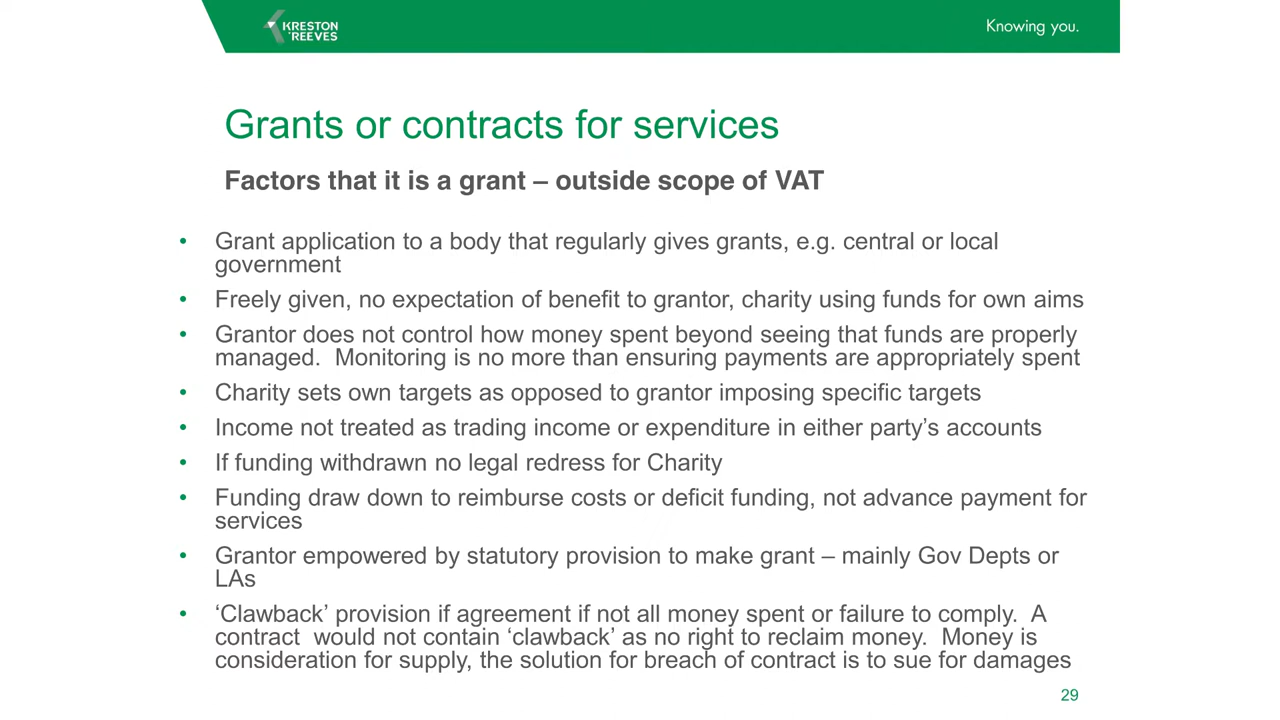 KRESTON
REEVES
Knowing you.
Grants or contracts for services
Factors that it is a grant – outside scope of VAT
• Grant application to a body that regularly gives grants, e.g. central or local
government
• Freely given, no expectation of benefit to grantor, charity using funds for own aims
• Grantor does not control how money spent beyond seeing that funds are properly
managed.  Monitoring is no more than ensuring payments are appropriately spent
• Charity sets own targets as opposed to grantor imposing specific targets
• Income not treated as trading income or expenditure in either party’s accounts
• If funding withdrawn no legal redress for Charity
• Funding draw down to reimburse costs or deficit funding, not advance payment for
services
• Grantor empowered by statutory provision to make grant – mainly Gov Depts or
LAs
• ‘Clawback’ provision if agreement if not all money spent or failure to comply.  A
contract  would not contain ‘clawback’ as no right to reclaim money.  Money is
consideration for supply, the solution for breach of contract is to sue for damages
29